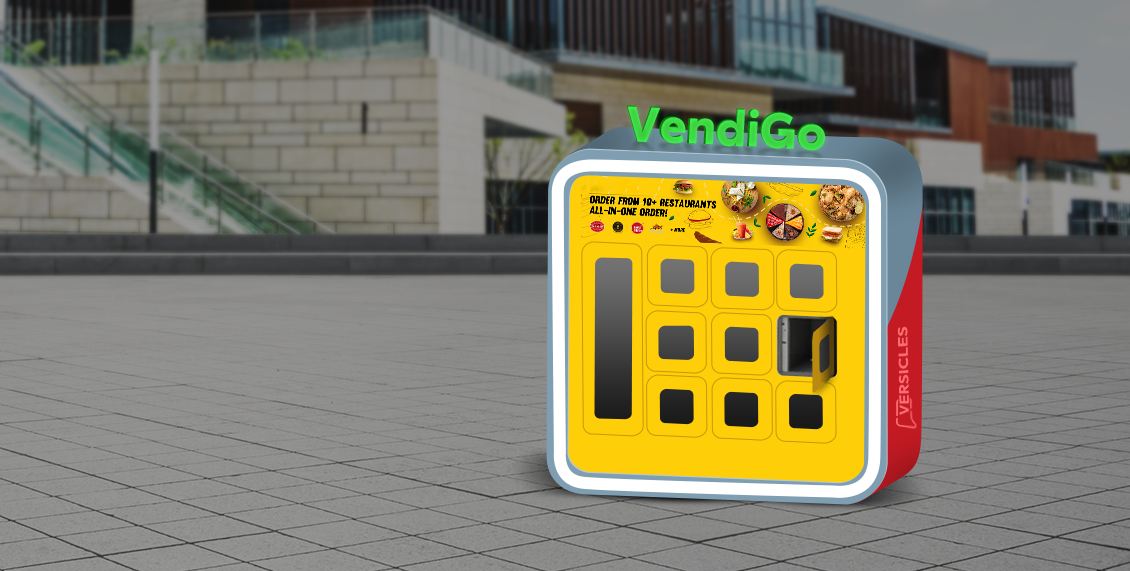 VendiGo
ORDER FROM 10+ RESTAURANTS
ALL-IN-ONE ORDER!
VERSICLES